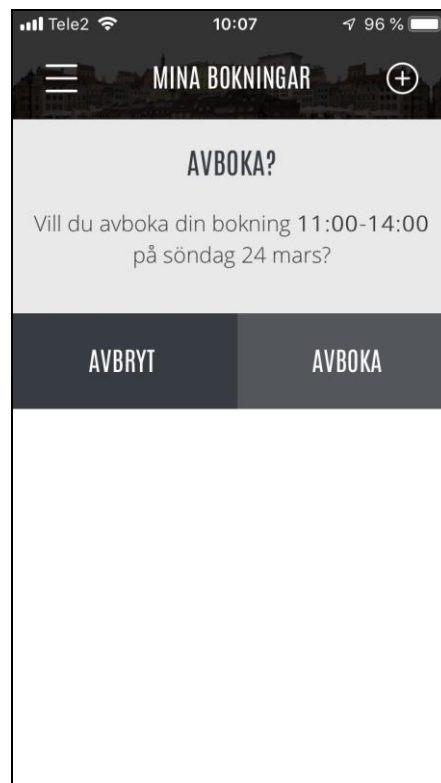 Tele2 10:07 96 %
MINA BOKNINGAR
AVBOKA?
Vill du avboka din bokning 11:00-14:00
på söndag 24 mars?
AVBRYT AVBOKA